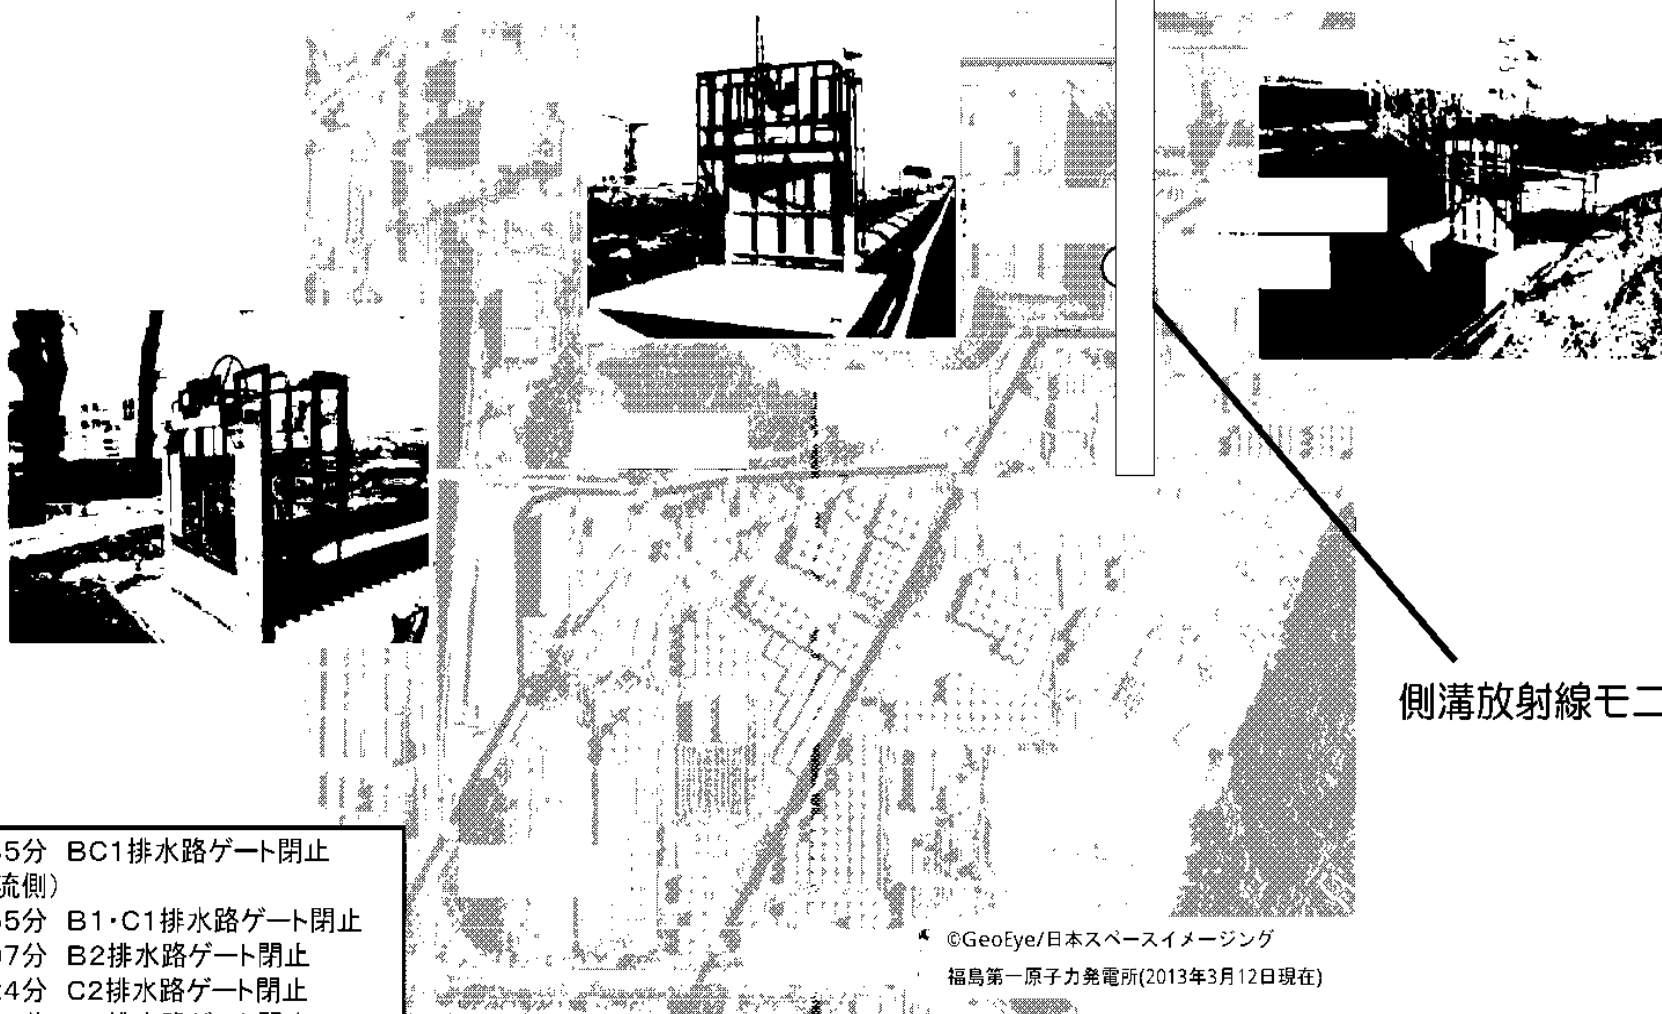 側溝放射線モニ
5分 BC1排水路ゲート閉止
流側)
5分 B1・C1排水路ゲート閉止
7分 B2排水路ゲート閉止
4分 C2排水路ゲート閉止
©GeoEye/日本スペースイメージング
福島第一原子力発電所(2013年3月12日現在)